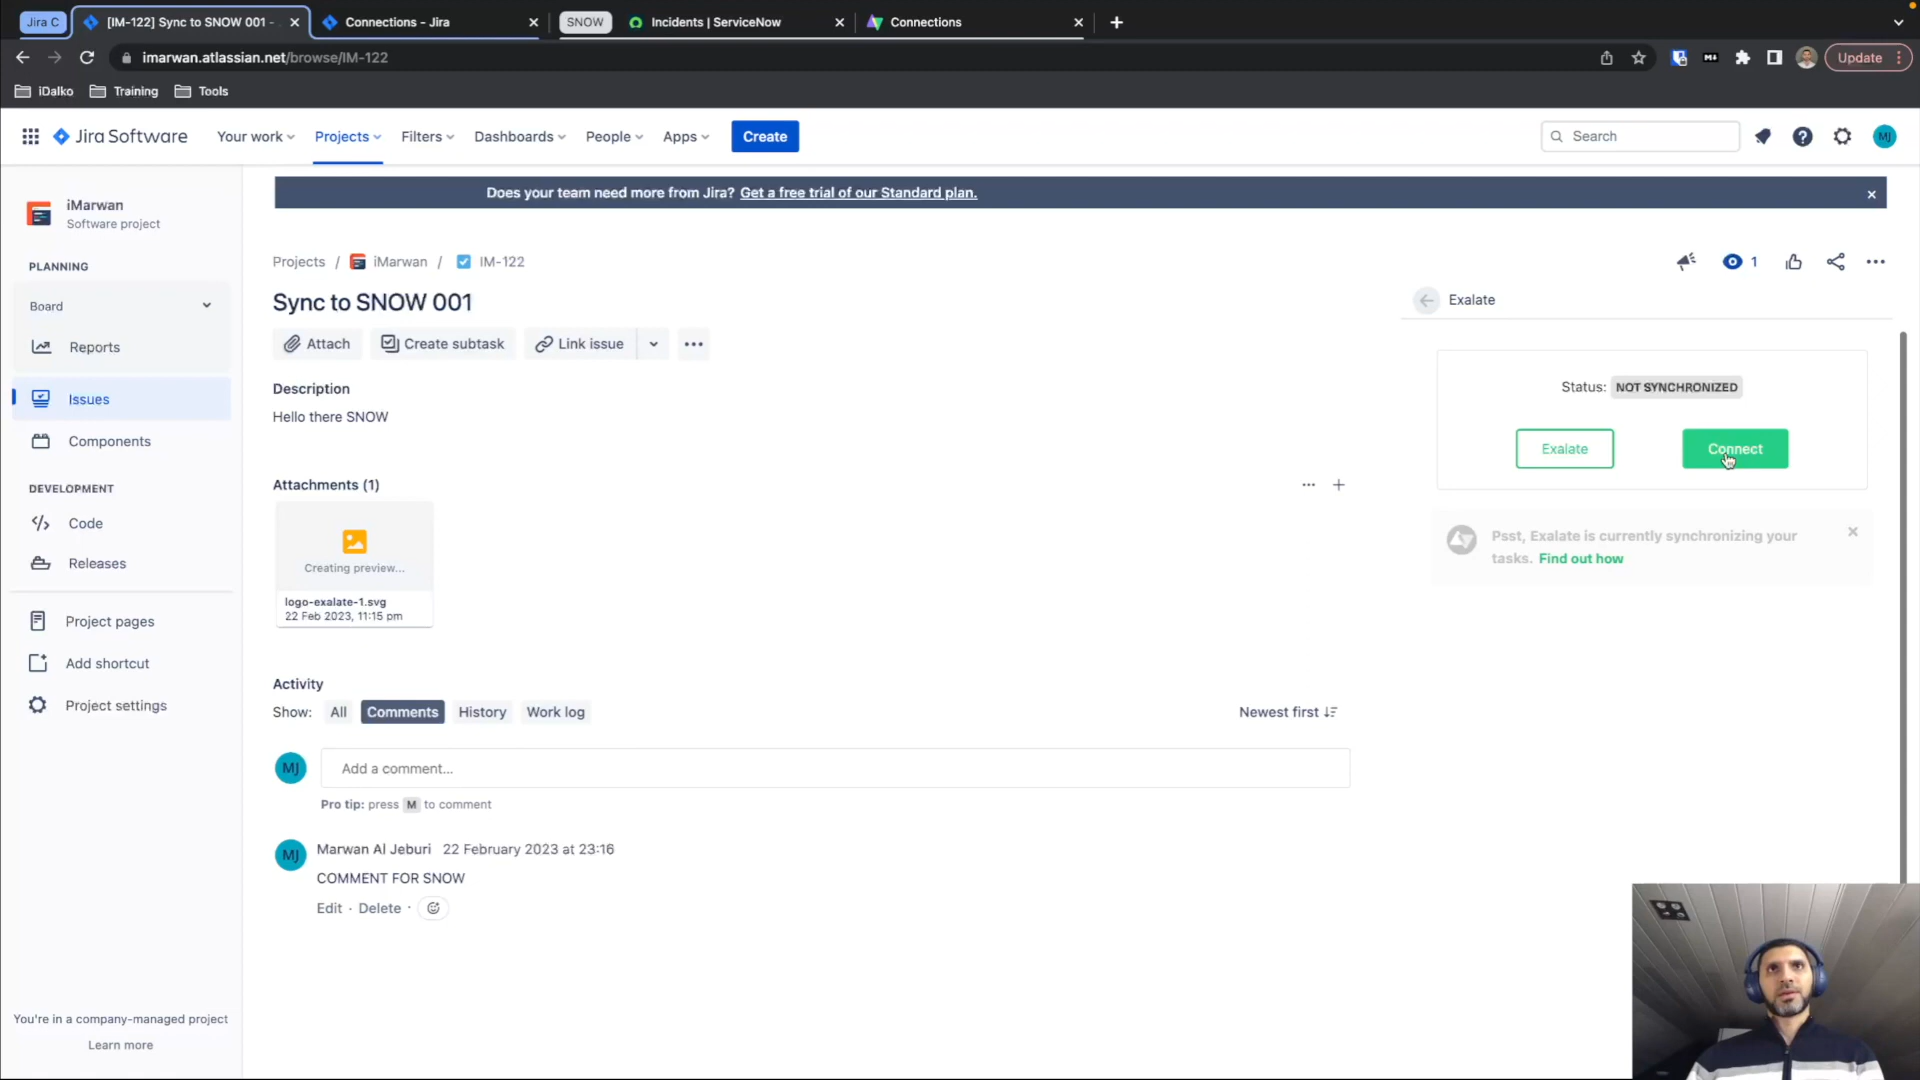 Jira C
[IM-122] Sync to SNOW 001 -
Connections - Jira
SNOW
Incidents | ServiceNow
Connections
imarwan.atlassian.net/browse/IM-122
Update
iDalko
Training
Tools
Jira Software
Your work
Projects
Filters
Dashboards
People
Apps
Create
Search
MJ
iMarwan
Software project
Does your team need more from Jira? Get a free trial of our Standard plan.
PLANNING
Board
Reports
Issues
Components
DEVELOPMENT
Code
Releases
Project pages
Add shortcut
Project settings
You're in a company-managed project
Learn more
Projects / iMarwan / IM-122
1
Sync to SNOW 001
Attach
Create subtask
Link issue
Description
Hello there SNOW
Attachments (1)
Creating preview...
logo-exalate-1.svg
22 Feb 2023, 11:15 pm
Activity
Show:
All
Comments
History
Work log
Newest first
MJ
Add a comment...
Pro tip: press M to comment
MJ
Marwan Al Jeburi 22 February 2023 at 23:16
COMMENT FOR SNOW
Edit · Delete ·
Exalate
Status: NOT SYNCHRONIZED
Exalate
Connect
Psst, Exalate is currently synchronizing your
tasks. Find out how